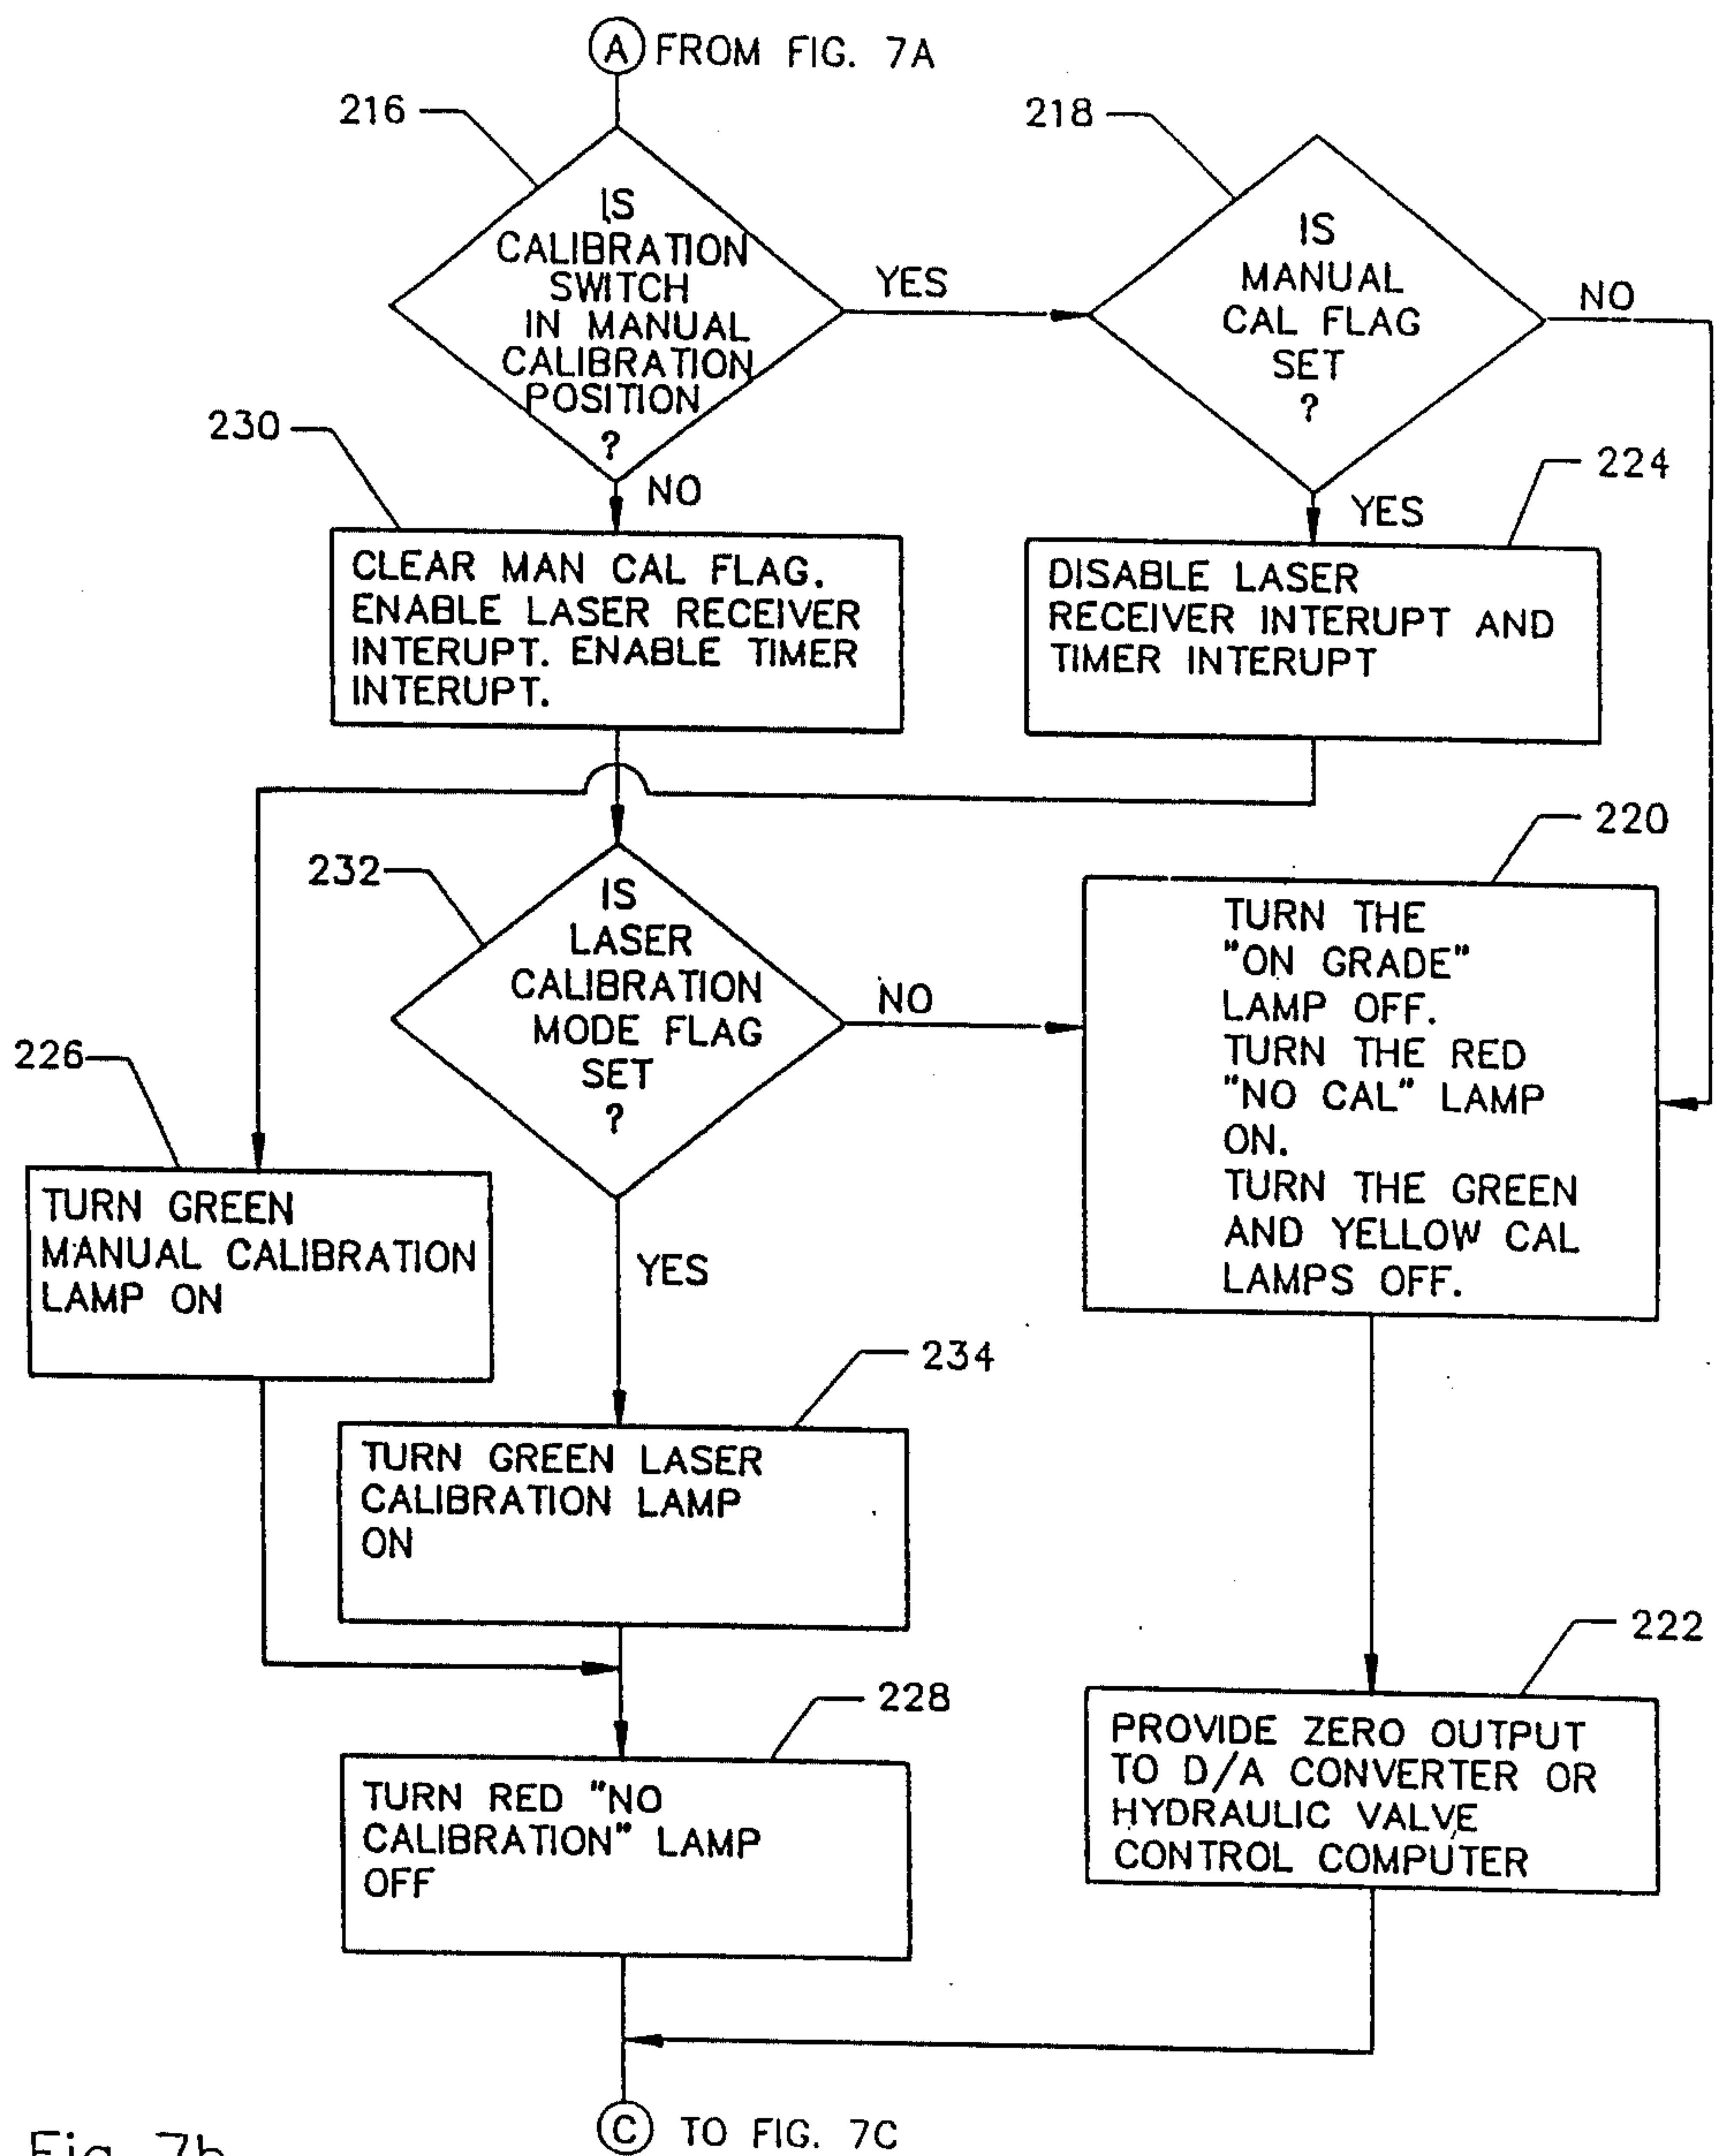 A FROM FIG. 7A
216
218
IS
CALIBRATION
SWITCH
IN MANUAL
CALIBRATION
POSITION
?
YES
IS
MANUAL
CAL FLAG
SET
?
NO
230
NO
224
YES
CLEAR MAN CAL FLAG.
ENABLE LASER RECEIVER
INTERUPT. ENABLE TIMER
INTERUPT.
DISABLE LASER
RECEIVER INTERUPT AND
TIMER INTERUPT
232
IS
LASER
CALIBRATION
MODE FLAG
SET
?
NO
220
TURN THE
"ON GRADE"
LAMP OFF.
TURN THE RED
"NO CAL" LAMP
ON.
TURN THE GREEN
AND YELLOW CAL
LAMPS OFF.
226
TURN GREEN
MANUAL CALIBRATION
LAMP ON
YES
234
TURN GREEN LASER
CALIBRATION LAMP
ON
228
TURN RED "NO
CALIBRATION" LAMP
OFF
222
PROVIDE ZERO OUTPUT
TO D/A CONVERTER OR
HYDRAULIC VALVE
CONTROL COMPUTER
C TO FIG. 7C
Fig. 7b